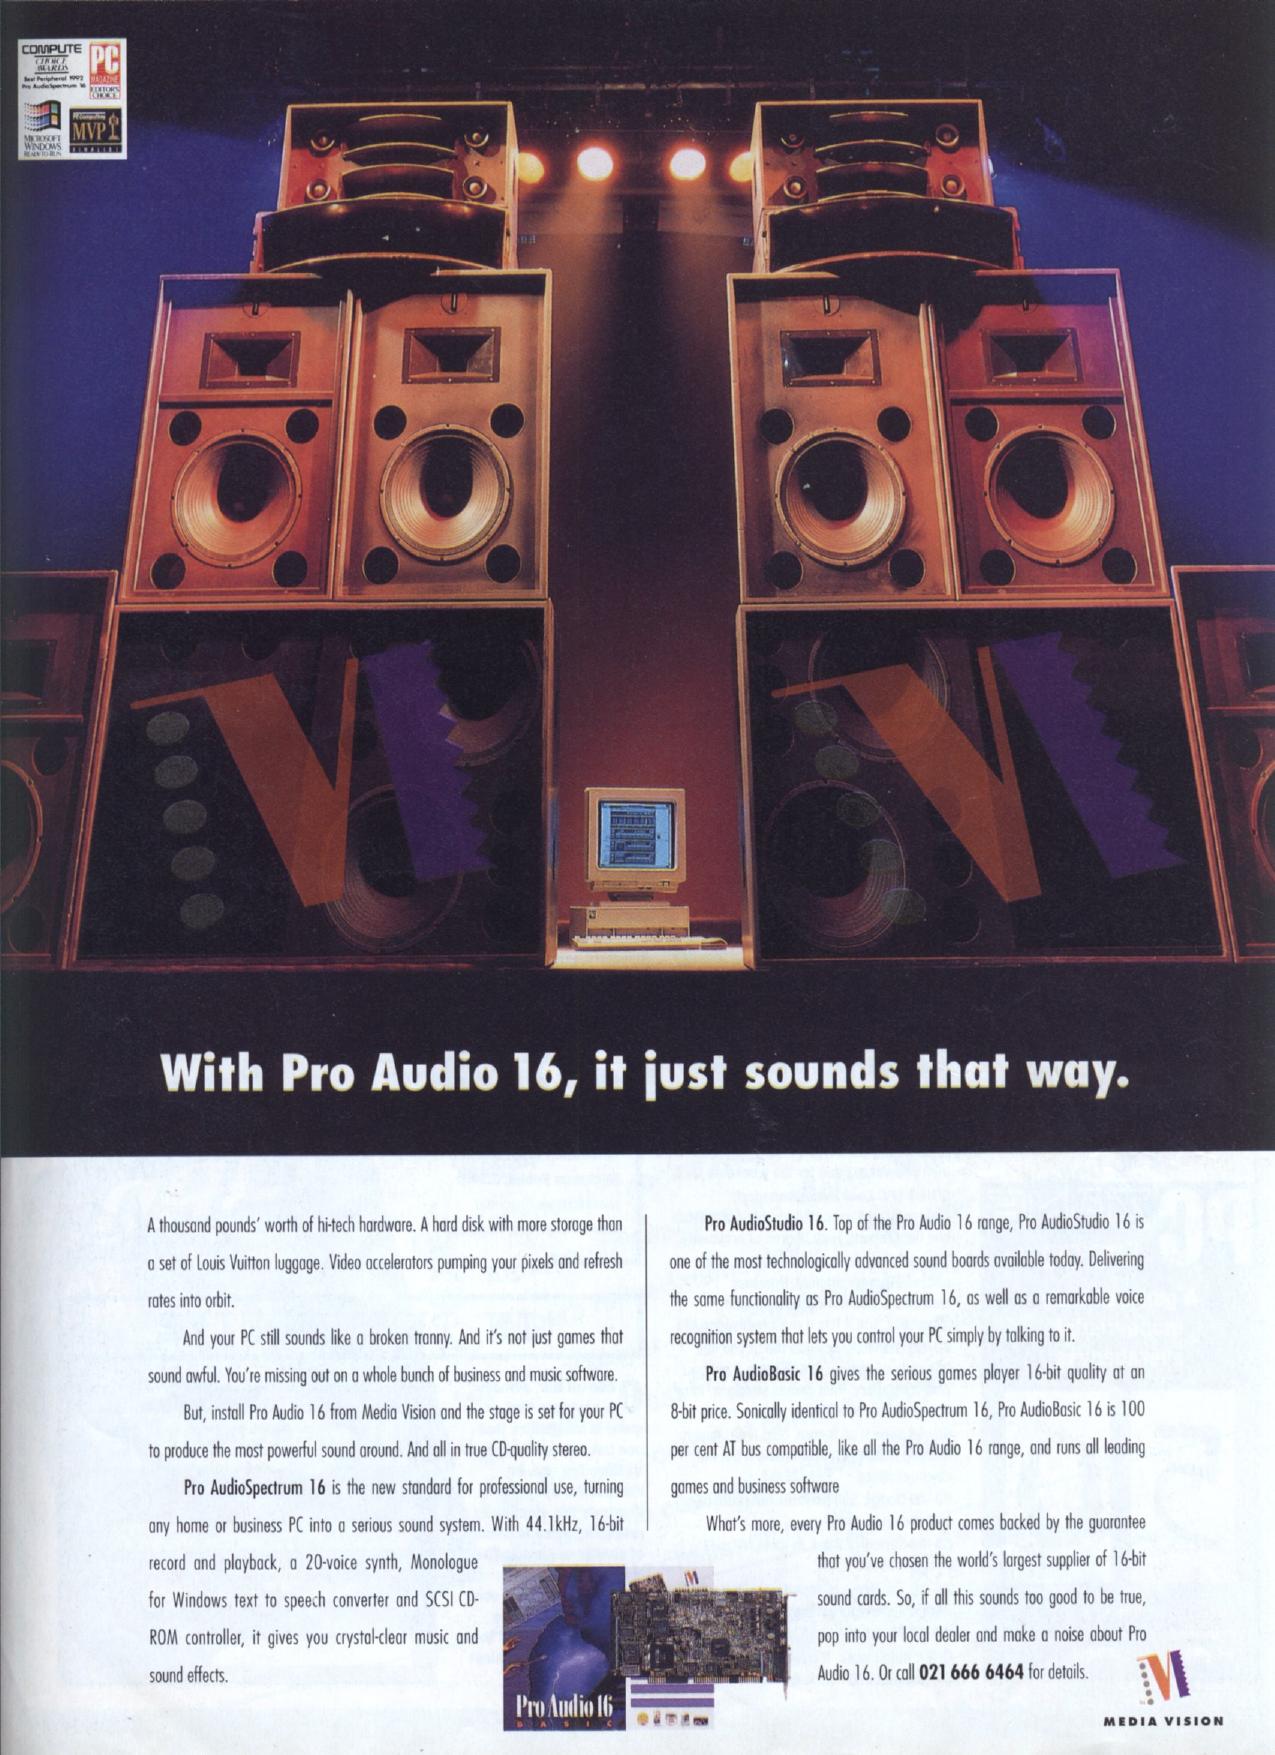 COMPUTE
CHOICE
AWARDS
Best Peripheral 1992
Pro AudioSpectrum 16
PC
MAGAZINE
EDITOR'S
CHOICE
MICROSOFT
WINDOWS
READY-TO-RUN
PC Computing
MVP
FINALIST
With Pro Audio 16, it just sounds that way.
A thousand pounds' worth of hi-tech hardware. A hard disk with more storage than
a set of Louis Vuitton luggage. Video accelerators pumping your pixels and refresh
rates into orbit.
And your PC still sounds like a broken tranny. And it's not just games that
sound awful. You're missing out on a whole bunch of business and music software.
But, install Pro Audio 16 from Media Vision and the stage is set for your PC
to produce the most powerful sound around. And all in true CD-quality stereo.
Pro AudioSpectrum 16 is the new standard for professional use, turning
any home or business PC into a serious sound system. With 44.1kHz, 16-bit
record and playback, a 20-voice synth, Monologue
for Windows text to speech converter and SCSI CD-
ROM controller, it gives you crystal-clear music and
sound effects.
Pro AudioStudio 16. Top of the Pro Audio 16 range, Pro AudioStudio 16 is
one of the most technologically advanced sound boards available today. Delivering
the same functionality as Pro AudioSpectrum 16, as well as a remarkable voice
recognition system that lets you control your PC simply by talking to it.
Pro AudioBasic 16 gives the serious games player 16-bit quality at an
8-bit price. Sonically identical to Pro AudioSpectrum 16, Pro AudioBasic 16 is 100
per cent AT bus compatible, like all the Pro Audio 16 range, and runs all leading
games and business software
What's more, every Pro Audio 16 product comes backed by the guarantee
that you've chosen the world's largest supplier of 16-bit
sound cards. So, if all this sounds too good to be true,
pop into your local dealer and make a noise about Pro
Audio 16. Or call 021 666 6464 for details.
Pro Audio 16
BASIC
MEDIA VISION